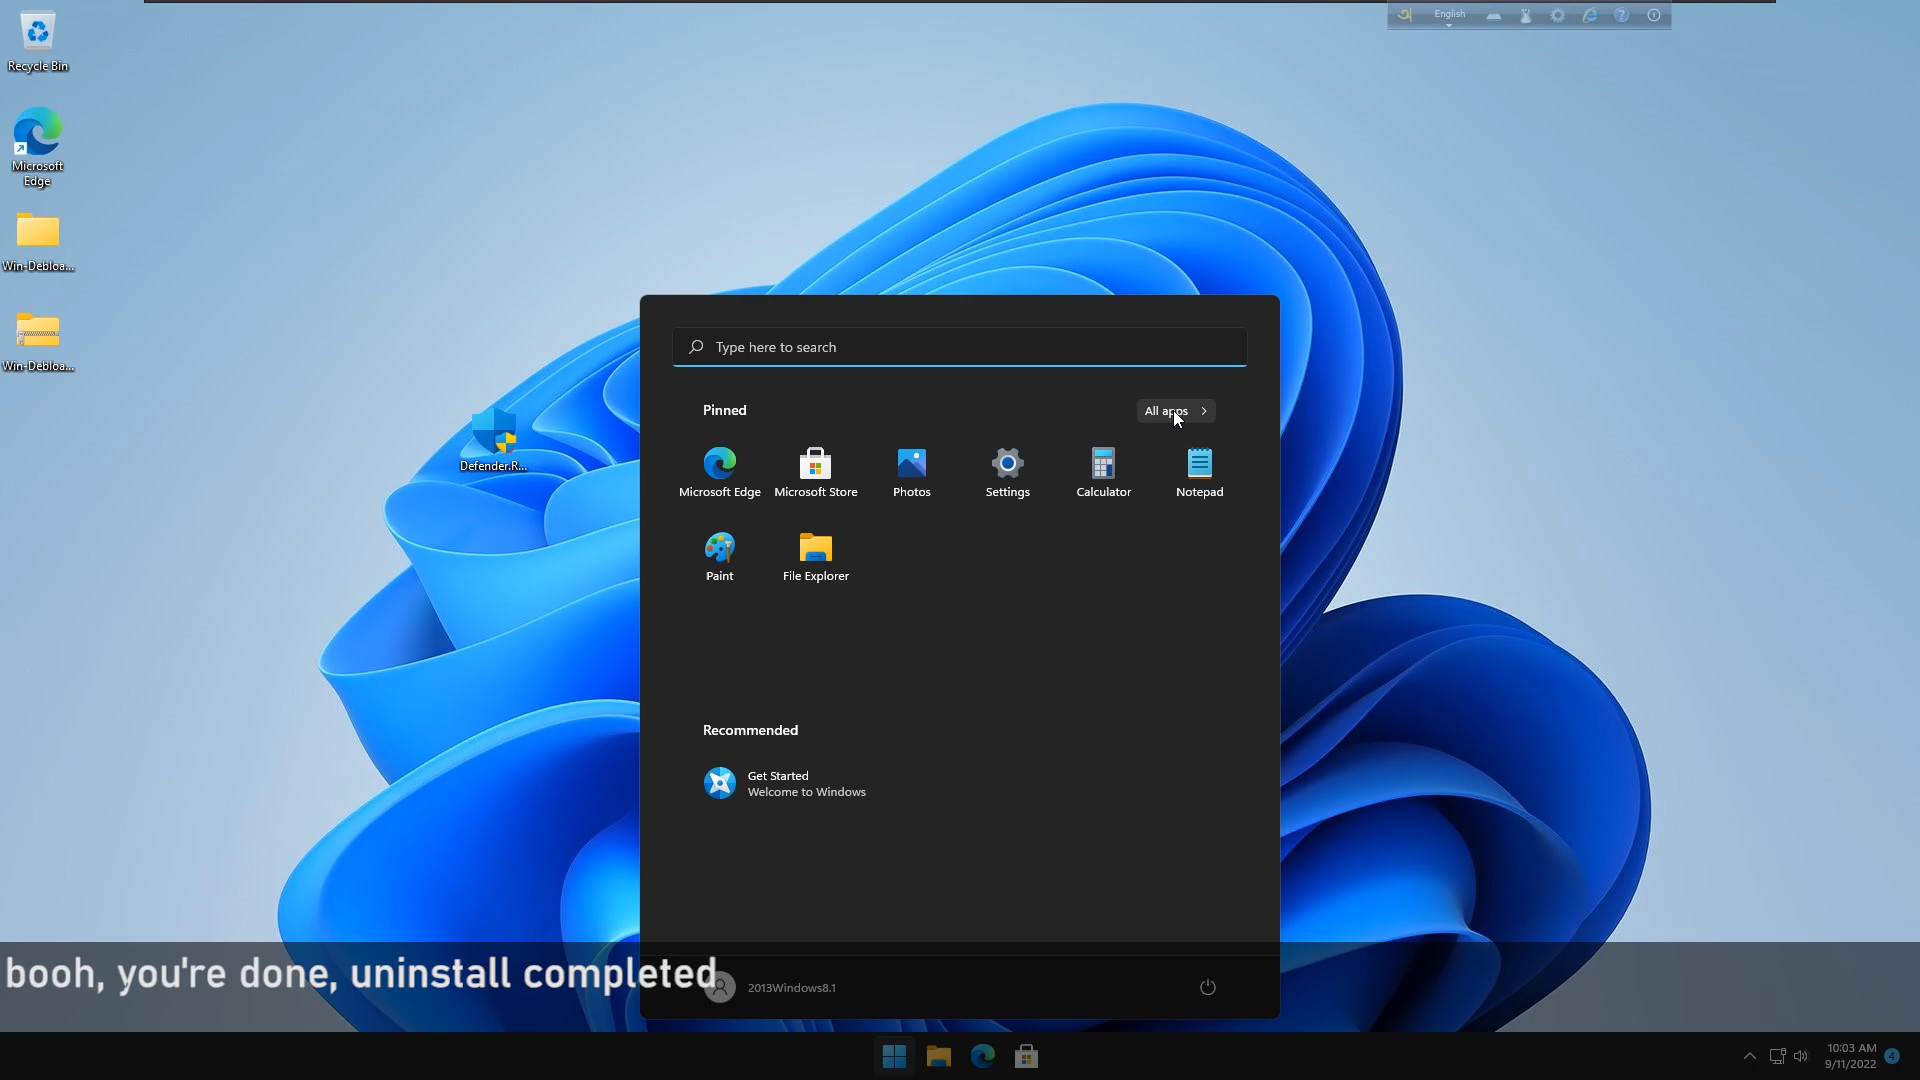 English
Recycle Bin
Microsoft
Edge
Win-Debloa...
Win-Debloa...
Defender.R...
Type here to search
Pinned
All apps
Microsoft Edge
Microsoft Store
Photos
Settings
Calculator
Notepad
Paint
File Explorer
Recommended
Get Started
Welcome to Windows
booh, you're done, uninstall completed
2013Windows8.1
10:03 AM
9/11/2022
4